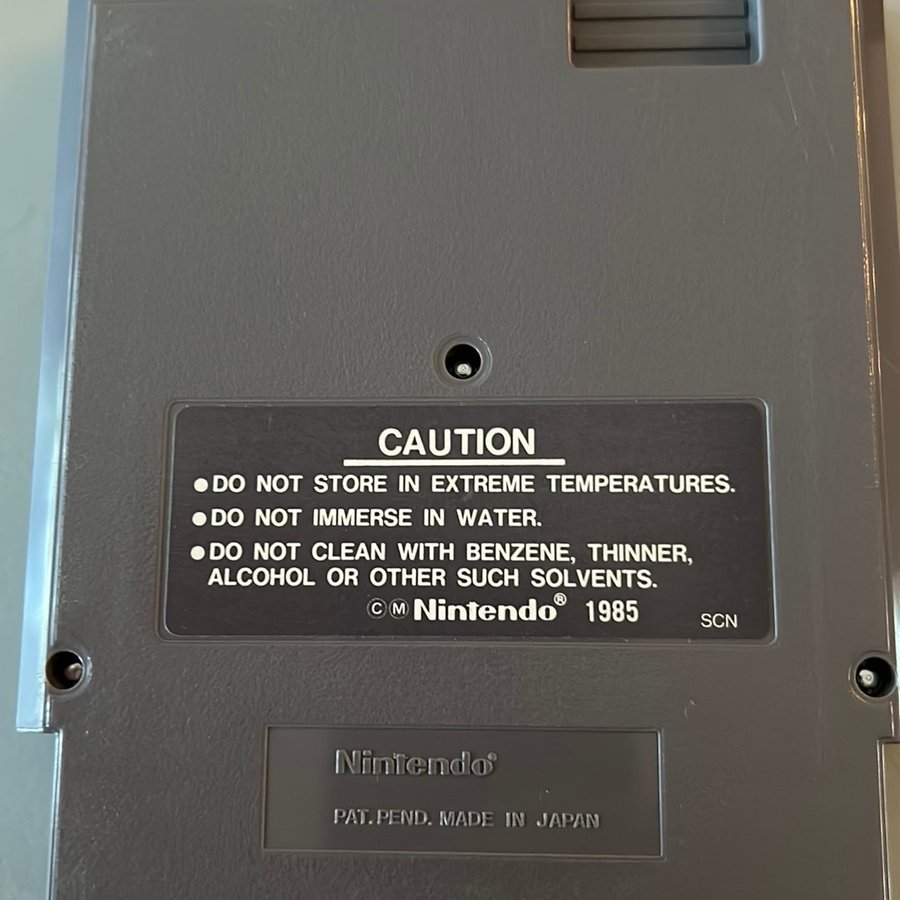 CAUTION
●DO NOT STORE IN EXTREME TEMPERATURES.
●DO NOT IMMERSE IN WATER.
●DO NOT CLEAN WITH BENZENE, THINNER,
ALCOHOL OR OTHER SUCH SOLVENTS.
ⒸⓂ Nintendo® 1985
SCN
Nintendo®
PAT. PEND. MADE IN JAPAN